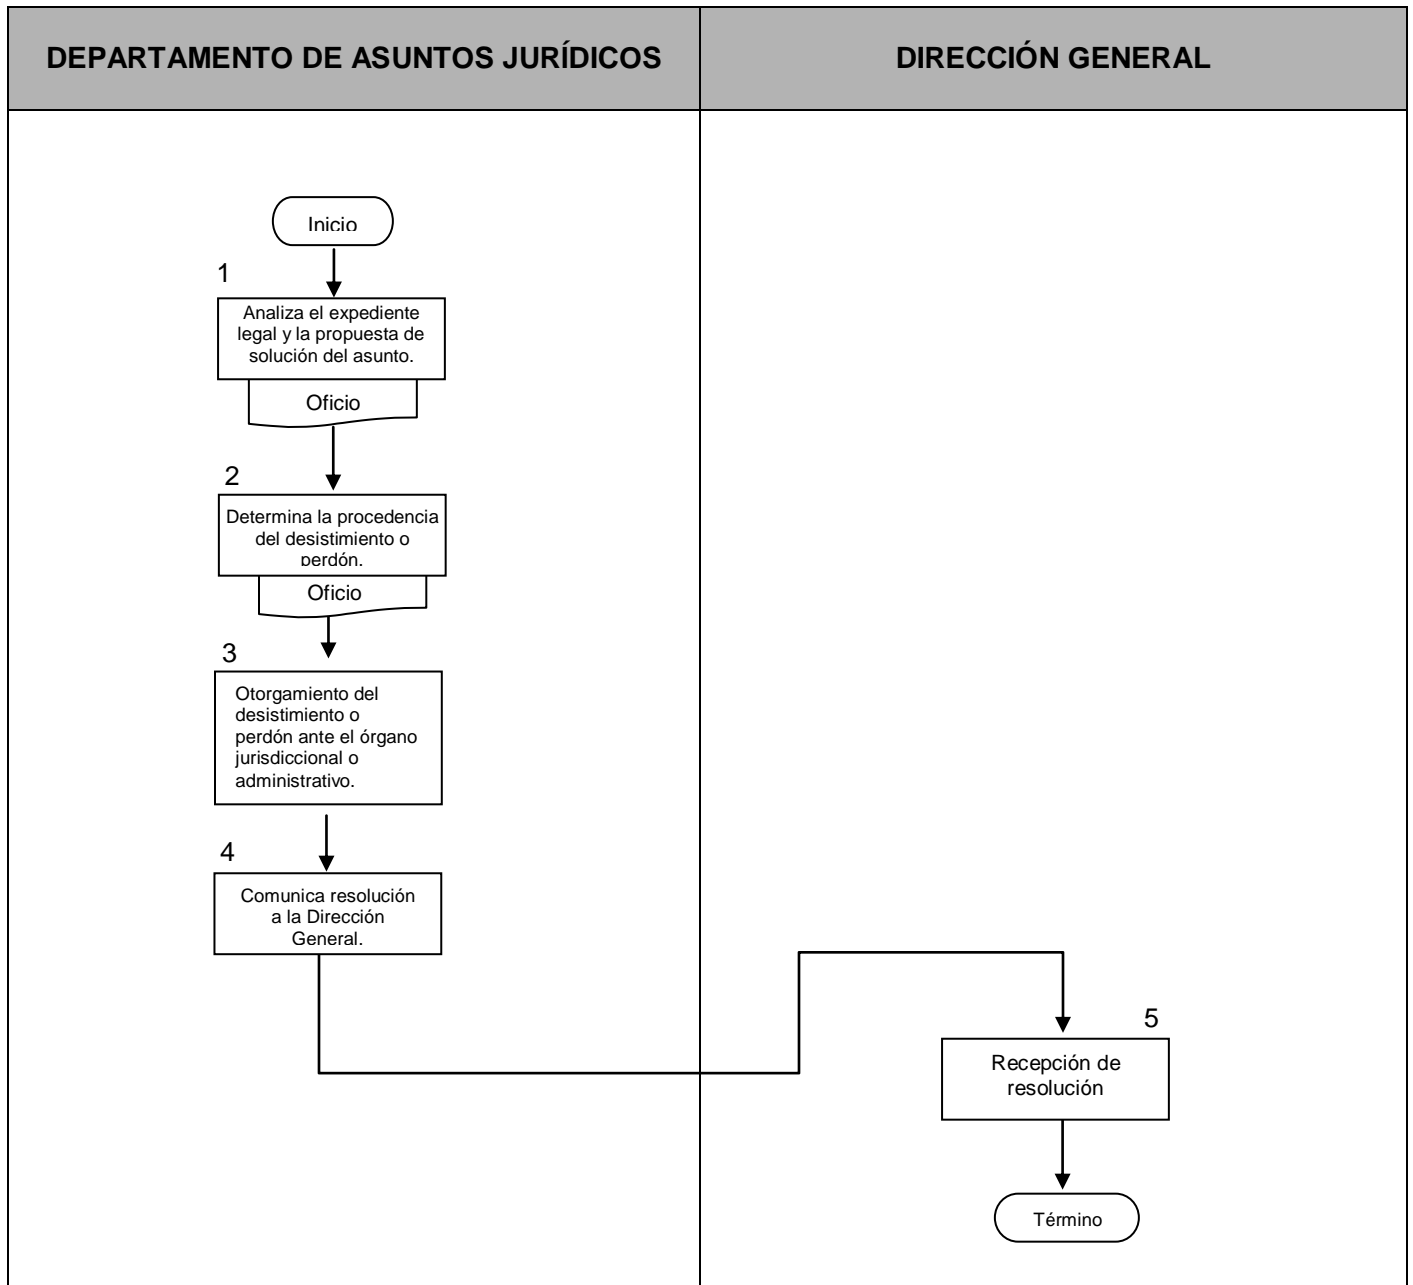 DEPARTAMENTO DE ASUNTOS JURÍDICOS
DIRECCIÓN GENERAL
Inicio
1
Analiza el expediente
legal y la propuesta de
solución del asunto.
Oficio
2
Determina la procedencia
del desistimiento o
perdón.
Oficio
3
Otorgamiento del
desistimiento o
perdón ante el órgano
jurisdiccional o
administrativo.
4
Comunica resolución
a la Dirección
General.
5
Recepción de
resolución
Término